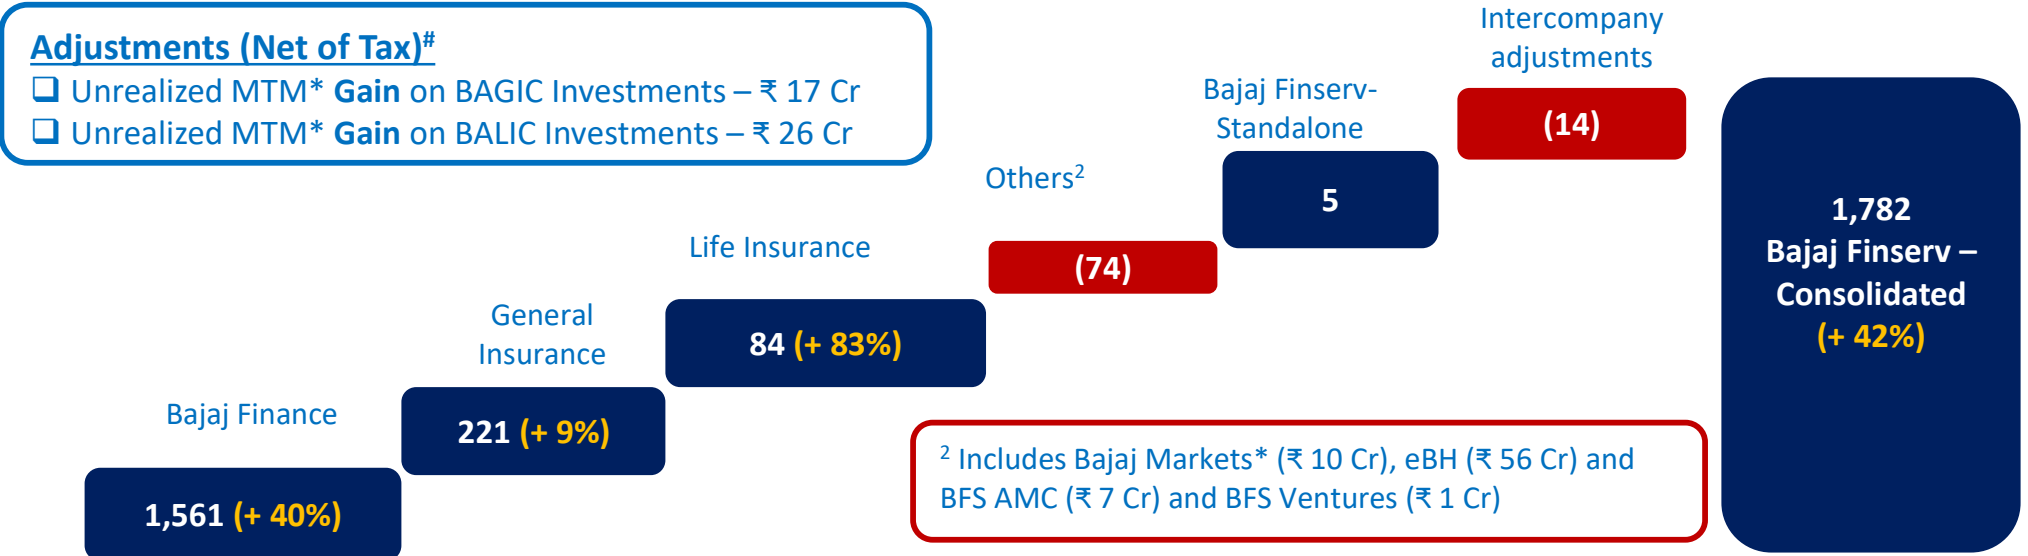 Adjustments (Net of Tax)#
❑ Unrealized MTM* Gain on BAGIC Investments – ₹ 17 Cr
❑ Unrealized MTM* Gain on BALIC Investments – ₹ 26 Cr
Bajaj Finance
1,561 (+ 40%)
General
Insurance
221 (+ 9%)
Life Insurance
84 (+ 83%)
Others2
(74)
Bajaj Finserv-
Standalone
5
Intercompany
adjustments
(14)
1,782
Bajaj Finserv –
Consolidated
(+ 42%)
2 Includes Bajaj Markets* (₹ 10 Cr), eBH (₹ 56 Cr) and
BFS AMC (₹ 7 Cr) and BFS Ventures (₹ 1 Cr)